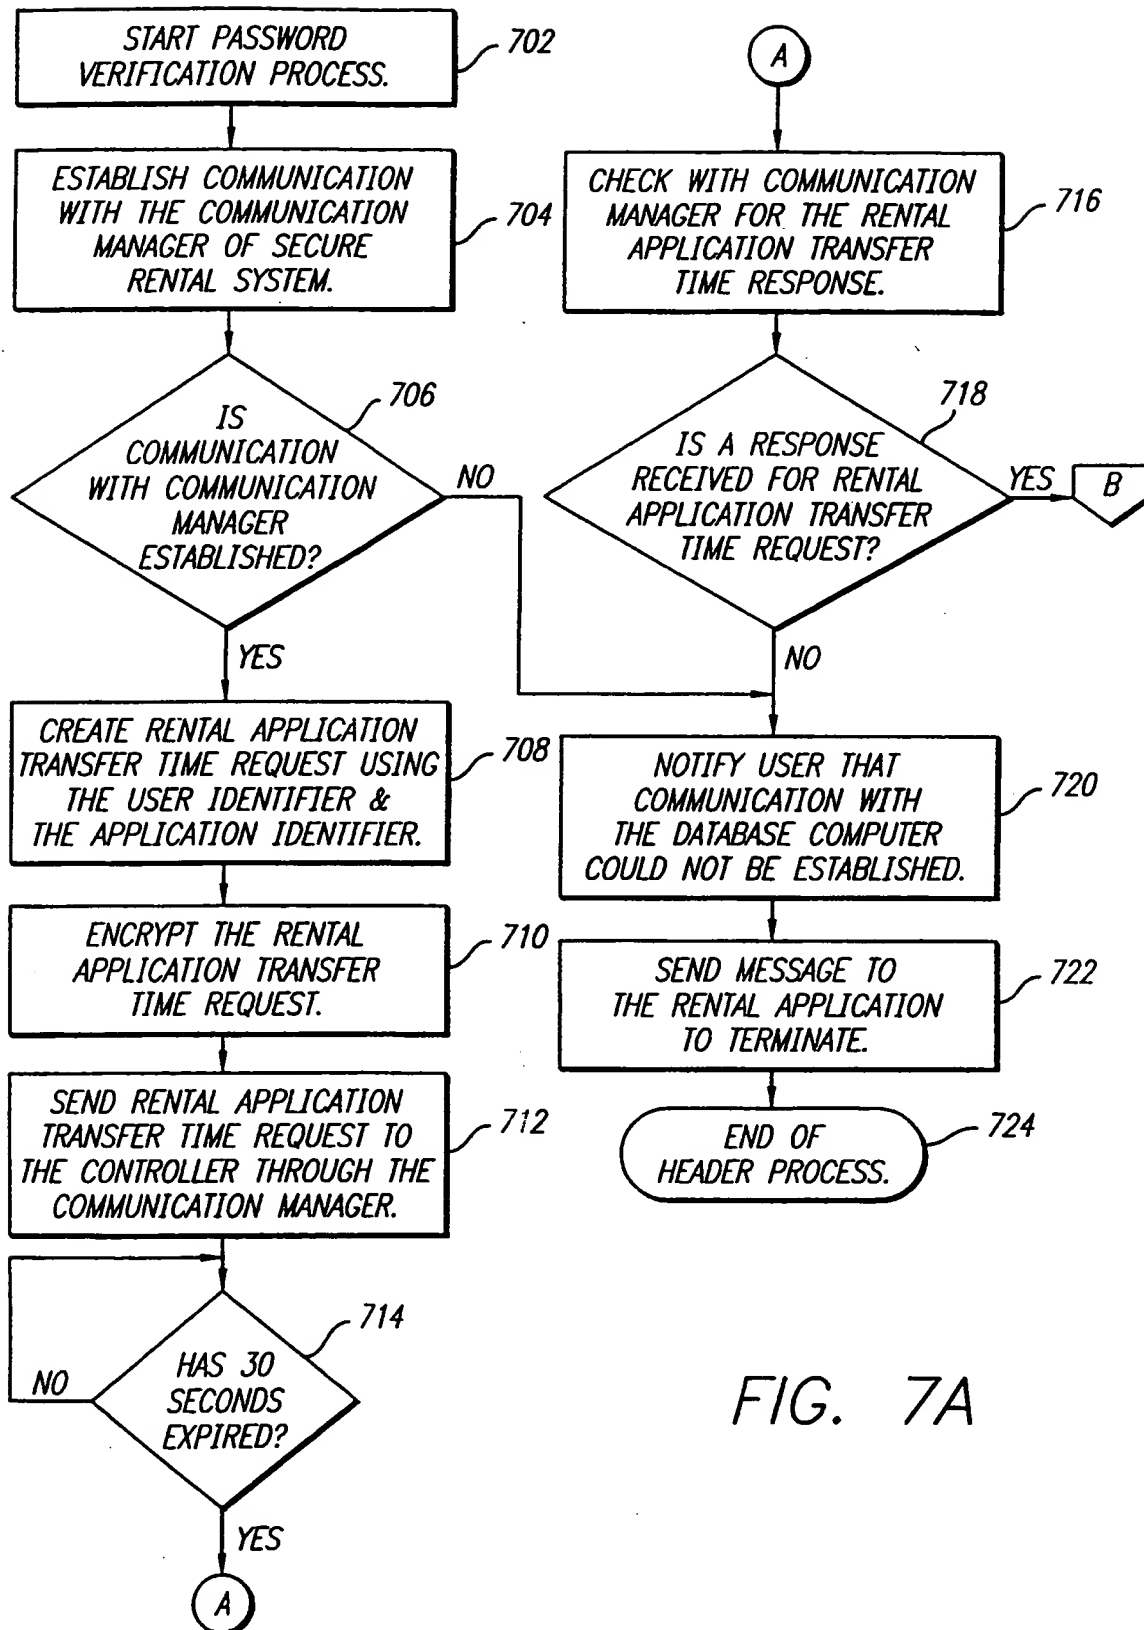 START PASSWORD
VERIFICATION PROCESS.
702
ESTABLISH COMMUNICATION
WITH THE COMMUNICATION
MANAGER OF SECURE
RENTAL SYSTEM.
704
IS
COMMUNICATION
WITH COMMUNICATION
MANAGER
ESTABLISHED?
706
NO
YES
CREATE RENTAL APPLICATION
TRANSFER TIME REQUEST USING
THE USER IDENTIFIER &
THE APPLICATION IDENTIFIER.
708
ENCRYPT THE RENTAL
APPLICATION TRANSFER
TIME REQUEST.
710
SEND RENTAL APPLICATION
TRANSFER TIME REQUEST TO
THE CONTROLLER THROUGH THE
COMMUNICATION MANAGER.
712
HAS 30
SECONDS
EXPIRED?
714
NO
YES
A
A
CHECK WITH COMMUNICATION
MANAGER FOR THE RENTAL
APPLICATION TRANSFER
TIME RESPONSE.
716
IS A RESPONSE
RECEIVED FOR RENTAL
APPLICATION TRANSFER
TIME REQUEST?
718
YES
B
NO
NOTIFY USER THAT
COMMUNICATION WITH
THE DATABASE COMPUTER
COULD NOT BE ESTABLISHED.
720
SEND MESSAGE TO
THE RENTAL APPLICATION
TO TERMINATE.
722
END OF
HEADER PROCESS.
724
FIG. 7A